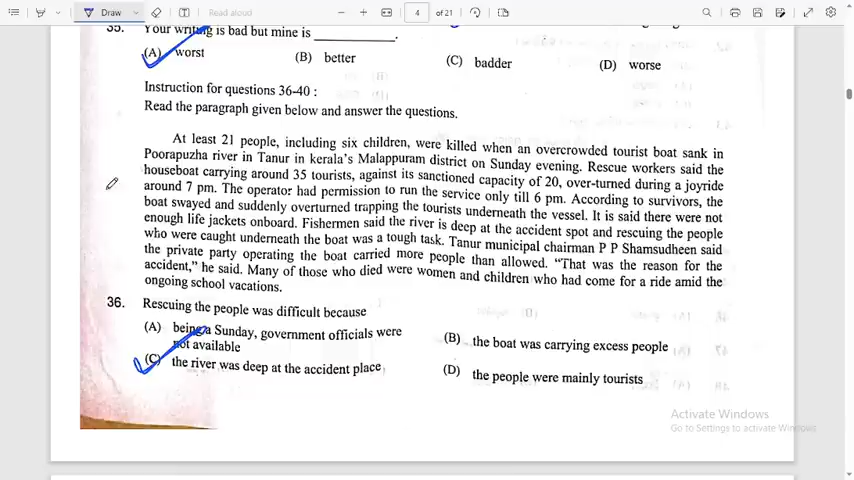 Draw
Read aloud
4 of 21
35. Your writing is bad but mine is ___________.
(A) worst
(B) better
(C) badder
(D) worse
Instruction for questions 36-40 :
Read the paragraph given below and answer the questions.
At least 21 people, including six children, were killed when an overcrowded tourist boat sank in
Poorapuzha river in Tanur in kerala's Malappuram district on Sunday evening. Rescue workers said the
houseboat carrying around 35 tourists, against its sanctioned capacity of 20, over-turned during a joyride
around 7 pm. The operator had permission to run the service only till 6 pm. According to survivors, the
boat swayed and suddenly overturned trapping the tourists underneath the vessel. It is said there were not
enough life jackets onboard. Fishermen said the river is deep at the accident spot and rescuing the people
who were caught underneath the boat was a tough task. Tanur municipal chairman P P Shamsudheen said
the private party operating the boat carried more people than allowed. "That was the reason for the
accident," he said. Many of those who died were women and children who had come for a ride amid the
ongoing school vacations.
36. Rescuing the people was difficult because
(A) being a Sunday, government officials were
not available
(B) the boat was carrying excess people
(C) the river was deep at the accident place
(D) the people were mainly tourists
Activate Windows
Go to Settings to activate Windows